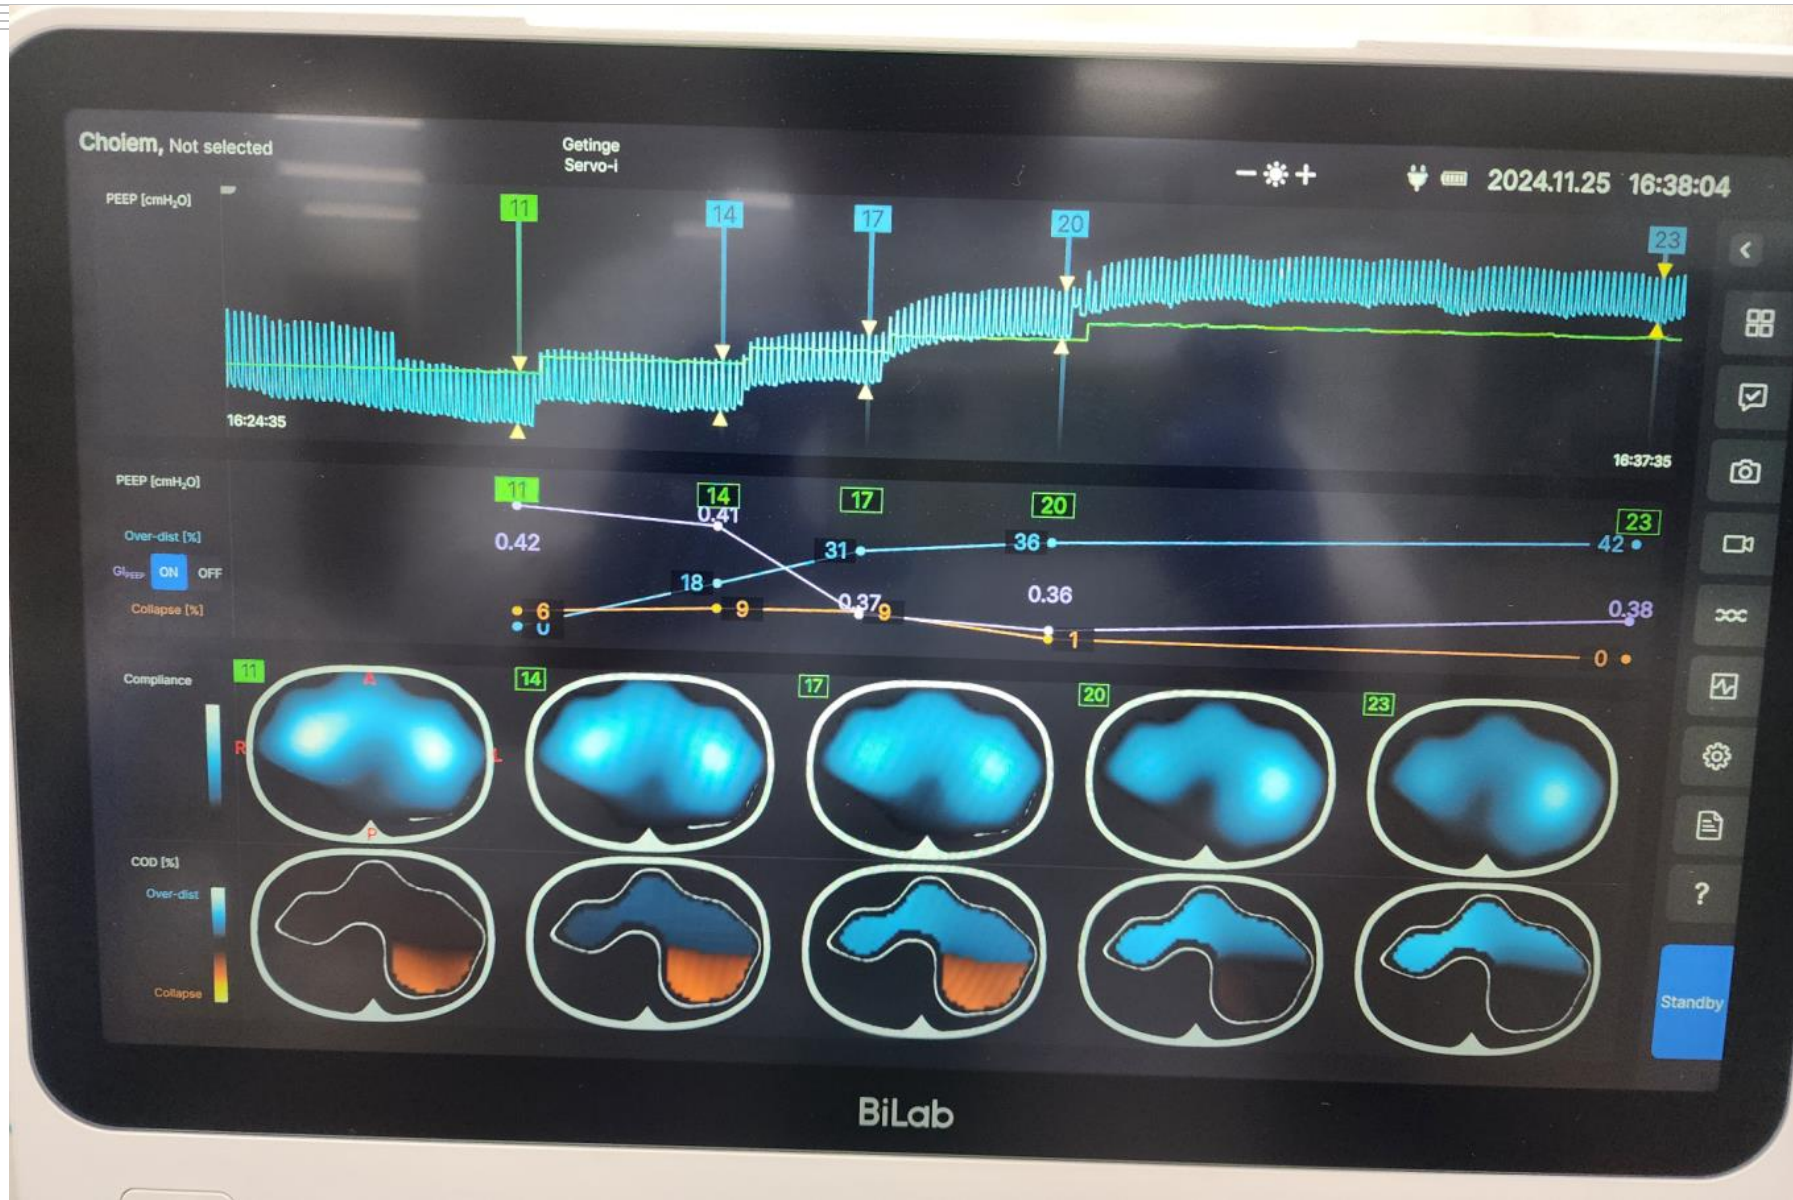 Choiem, Not selected
Getinge
Servo-i
2024.11.25 16:38:04
PEEP [cmH₂O]
11
14
17
20
23
16:24:35
16:37:35
PEEP [cmH₂O]
11
14
17
20
23
Over-dist [%]
GI PEEP ON OFF
Collapse [%]
0.42
0.41
0.37
0.36
0.38
18
31
36
42
6
0
9
9
1
0
Compliance
11
14
17
20
23
A
R
L
P
COD [%]
Over-dist
Collapse
?
Standby
BiLab